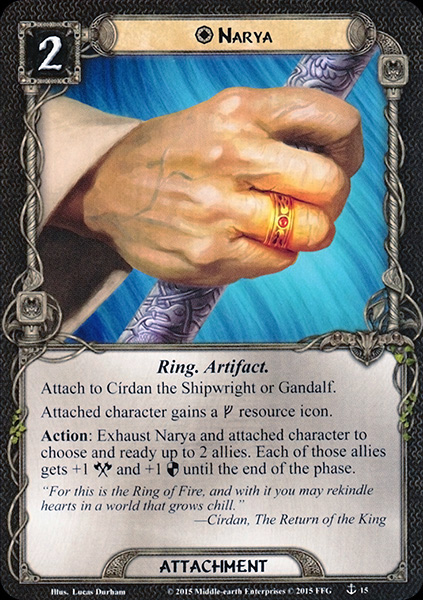 2
Narya
Ring. Artifact.
Attach to Círdan the Shipwright or Gandalf.
Attached character gains a resource icon.
Action: Exhaust Narya and attached character to
choose and ready up to 2 allies. Each of those allies
gets +1 and +1 until the end of the phase.
“For this is the Ring of Fire, and with it you may rekindle
hearts in a world that grows chill.”
—Círdan, The Return of the King
ATTACHMENT
Illus. Lucas Durham
© 2015 Middle-earth Enterprises © 2015 FFG
15